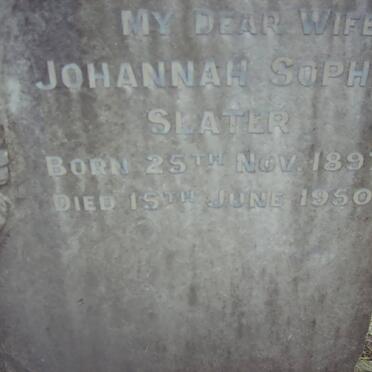 MY DEAR WIFE
JOHANNAH SOPH
SLATER
BORN 25TH NOV. 189
DIED 15TH JUNE 1950